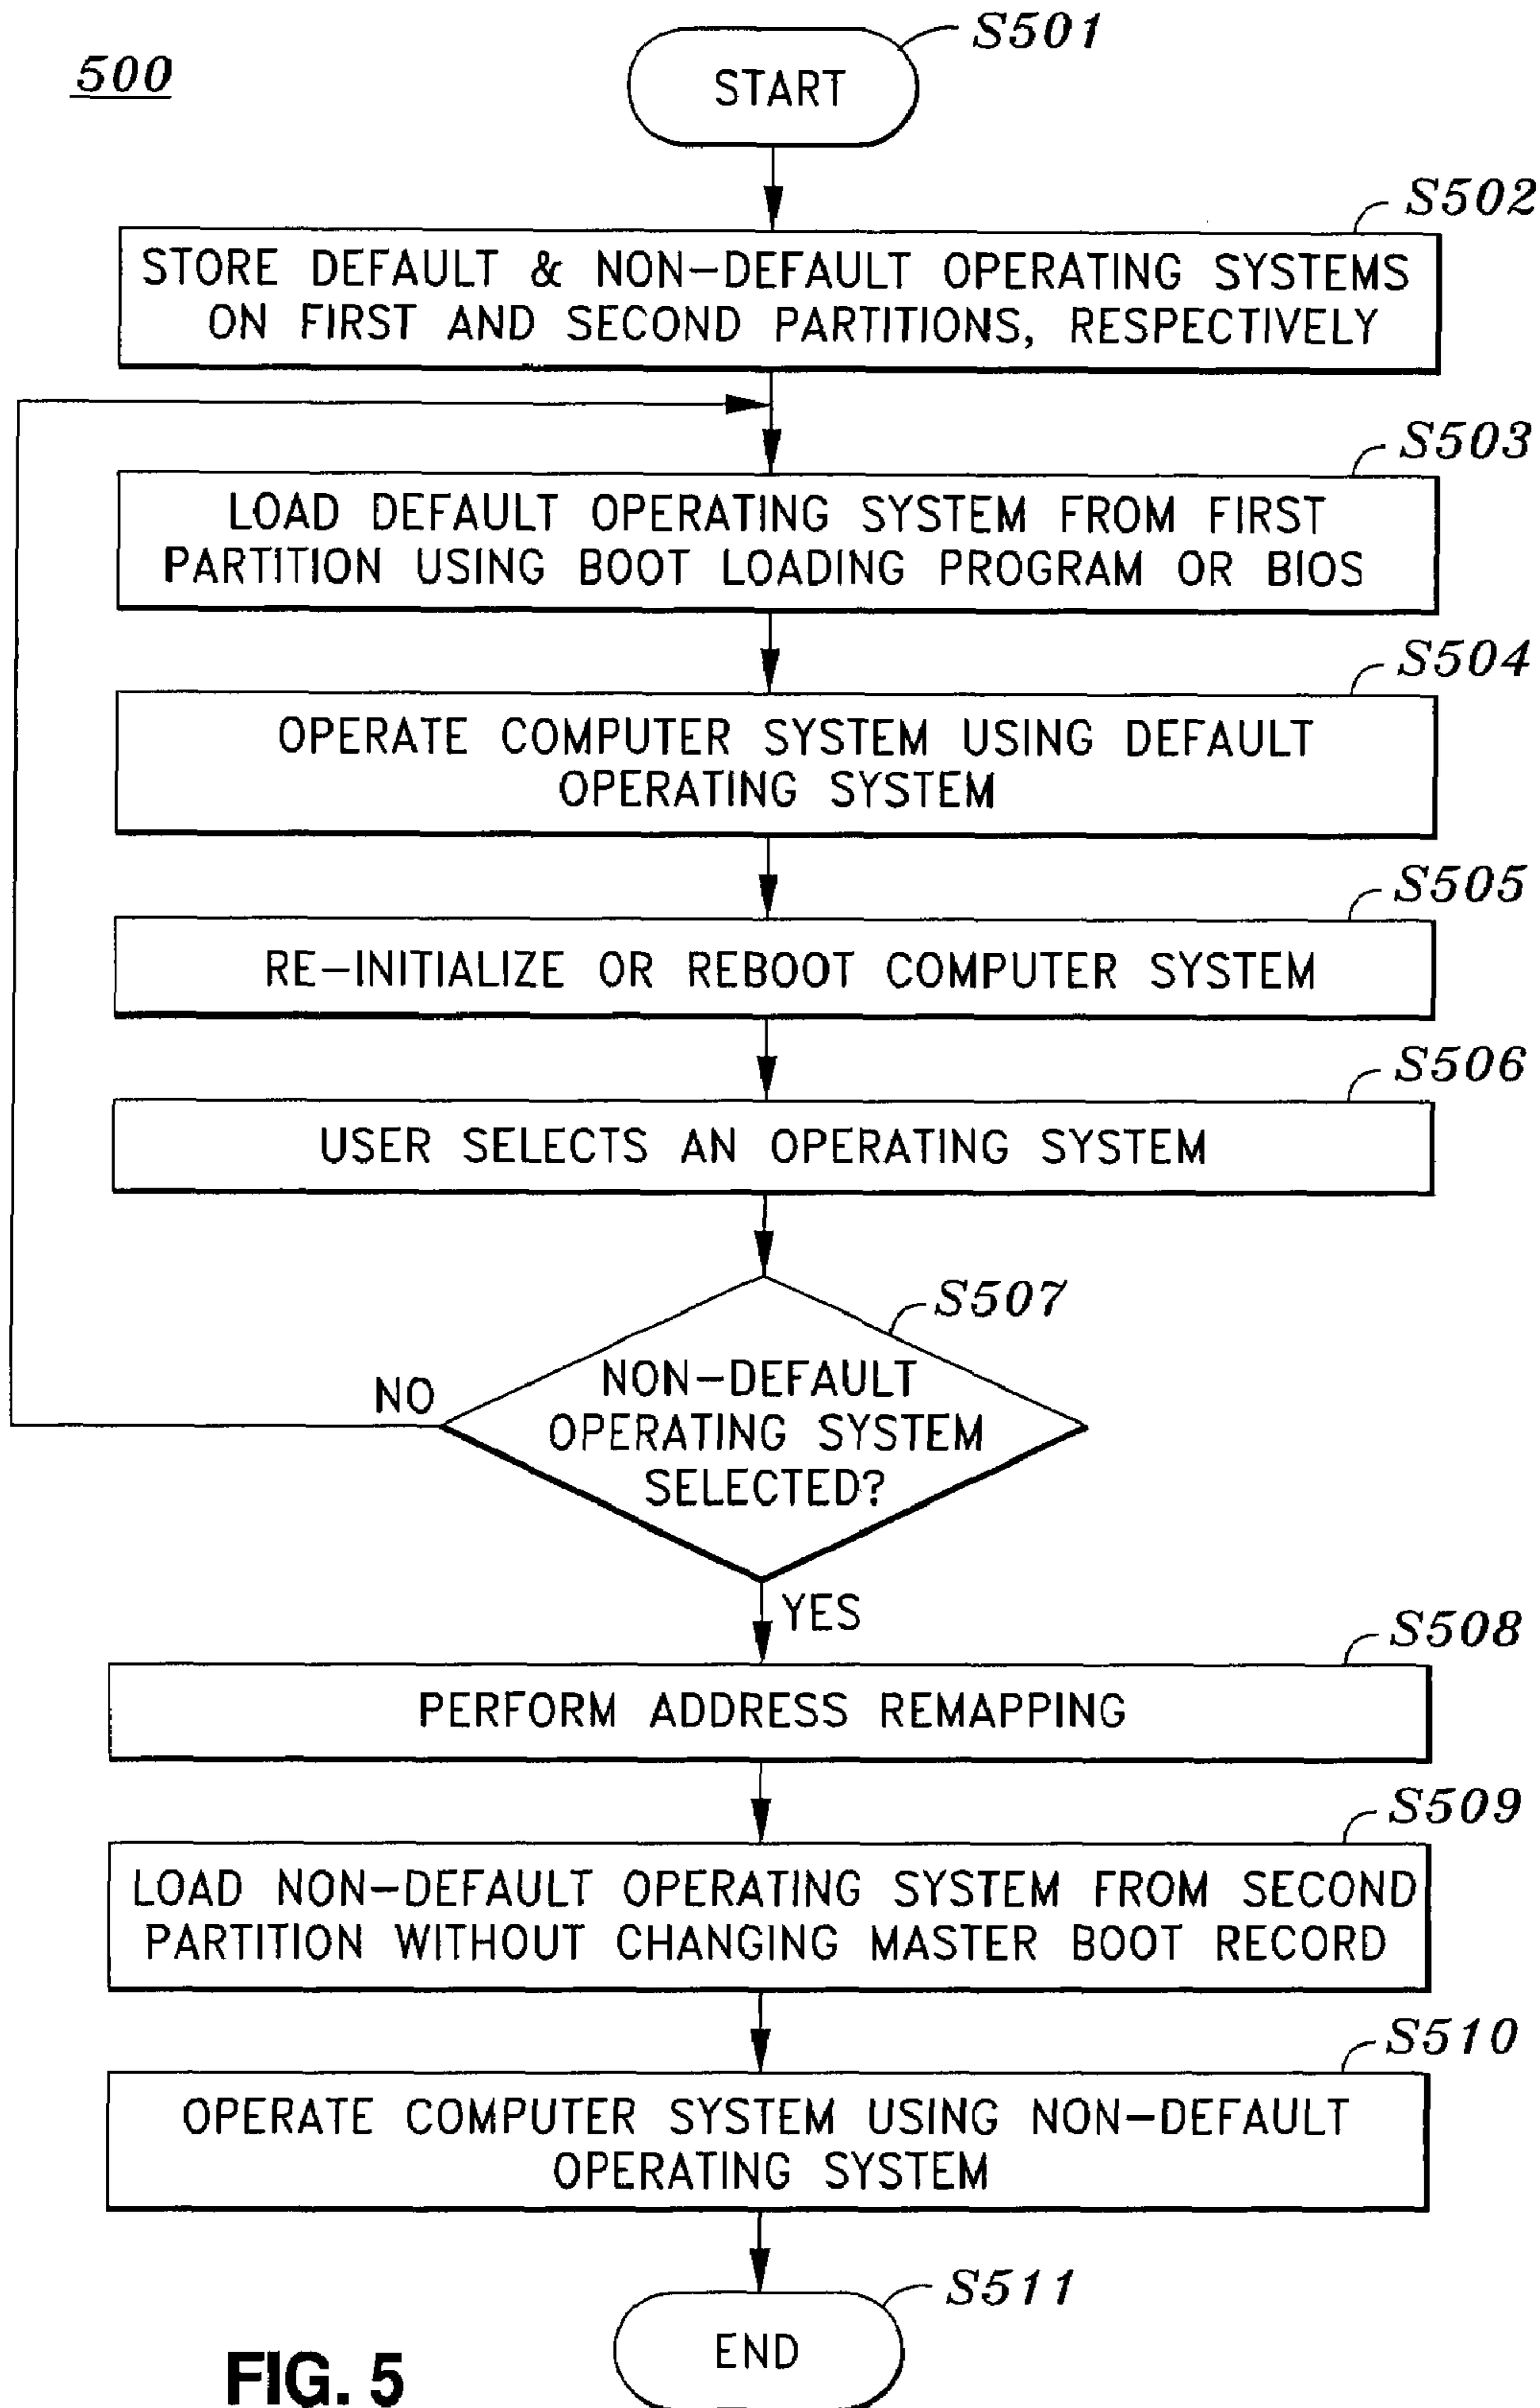 500
S501
START
S502
STORE DEFAULT & NON-DEFAULT OPERATING SYSTEMS
ON FIRST AND SECOND PARTITIONS, RESPECTIVELY
S503
LOAD DEFAULT OPERATING SYSTEM FROM FIRST
PARTITION USING BOOT LOADING PROGRAM OR BIOS
S504
OPERATE COMPUTER SYSTEM USING DEFAULT
OPERATING SYSTEM
S505
RE-INITIALIZE OR REBOOT COMPUTER SYSTEM
S506
USER SELECTS AN OPERATING SYSTEM
S507
NON-DEFAULT
OPERATING SYSTEM
SELECTED?
NO
YES
S508
PERFORM ADDRESS REMAPPING
S509
LOAD NON-DEFAULT OPERATING SYSTEM FROM SECOND
PARTITION WITHOUT CHANGING MASTER BOOT RECORD
S510
OPERATE COMPUTER SYSTEM USING NON-DEFAULT
OPERATING SYSTEM
S511
END
FIG. 5